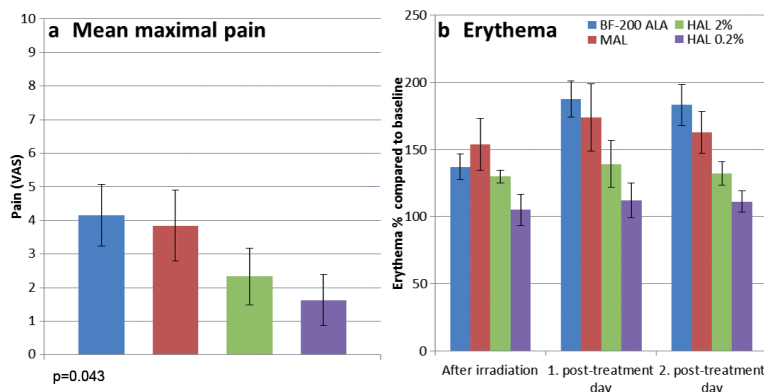 a Mean maximal pain
Pain (VAS)
10
9
8
7
6
5
4
3
2
1
0
p=0.043
b Erythema
BF-200 ALA
HAL 2%
MAL
HAL 0.2%
Erythema % compared to baseline
250
200
150
100
50
0
After irradiation
1. post-treatment
day
2. post-treatment
day